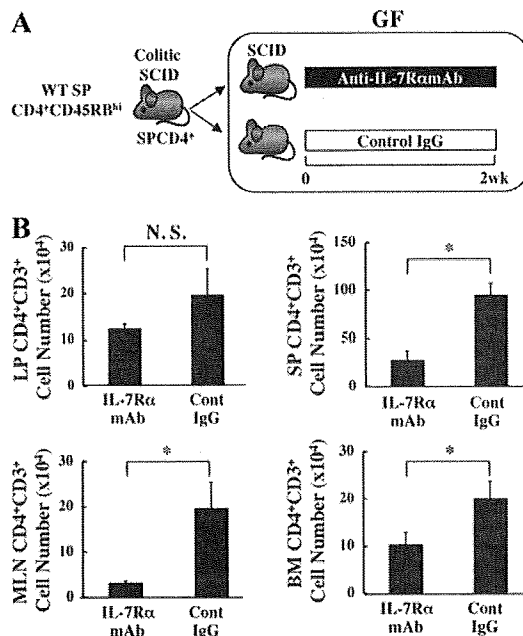 A
GF
Colitic
SCID
WT SP
CD4⁺CD45RBʰⁱ
SPCD4⁺
SCID
Anti-IL-7RαmAb
Control IgG
0
2wk
B
LP CD4⁺CD3⁺
Cell Number (x10⁴)
30
20
10
0
N.S.
IL-7Rα
mAb
Cont
IgG
SP CD4⁺CD3⁺
Cell Number (x10⁴)
150
100
50
0
*
IL-7Rα
mAb
Cont
IgG
MLN CD4⁺CD3⁺
Cell Number (x10⁴)
30
20
10
0
*
IL-7Rα
mAb
Cont
IgG
BM CD4⁺CD3⁺
Cell Number (x10⁴)
30
20
10
0
*
IL-7Rα
mAb
Cont
IgG